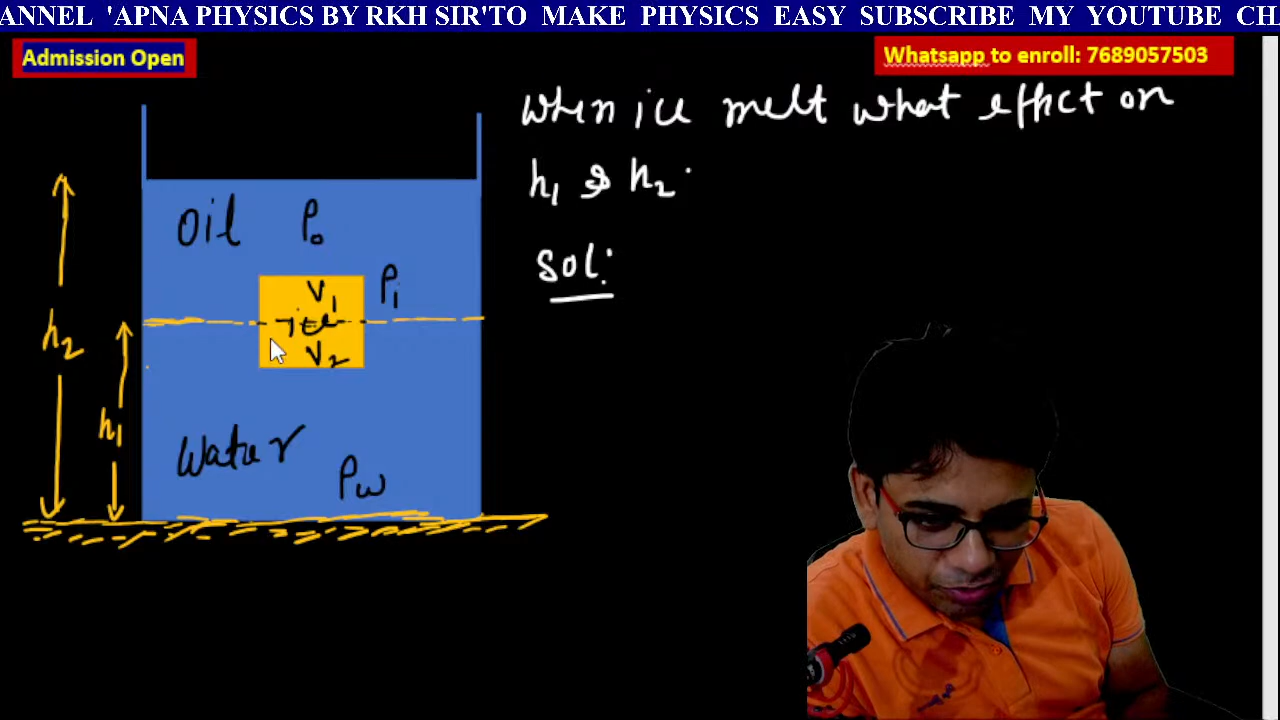 ANNEL 'APNA PHYSICS BY RKH SIR'TO MAKE PHYSICS EASY SUBSCRIBE MY YOUTUBE CH
Admission Open
Whatsapp to enroll: 7689057503
When ice melt what effect on
h₁ & h₂.
Sol:
Oil ρₒ
V₁ ρᵢ
ice
V₂
h₂
h₁
Water ρw